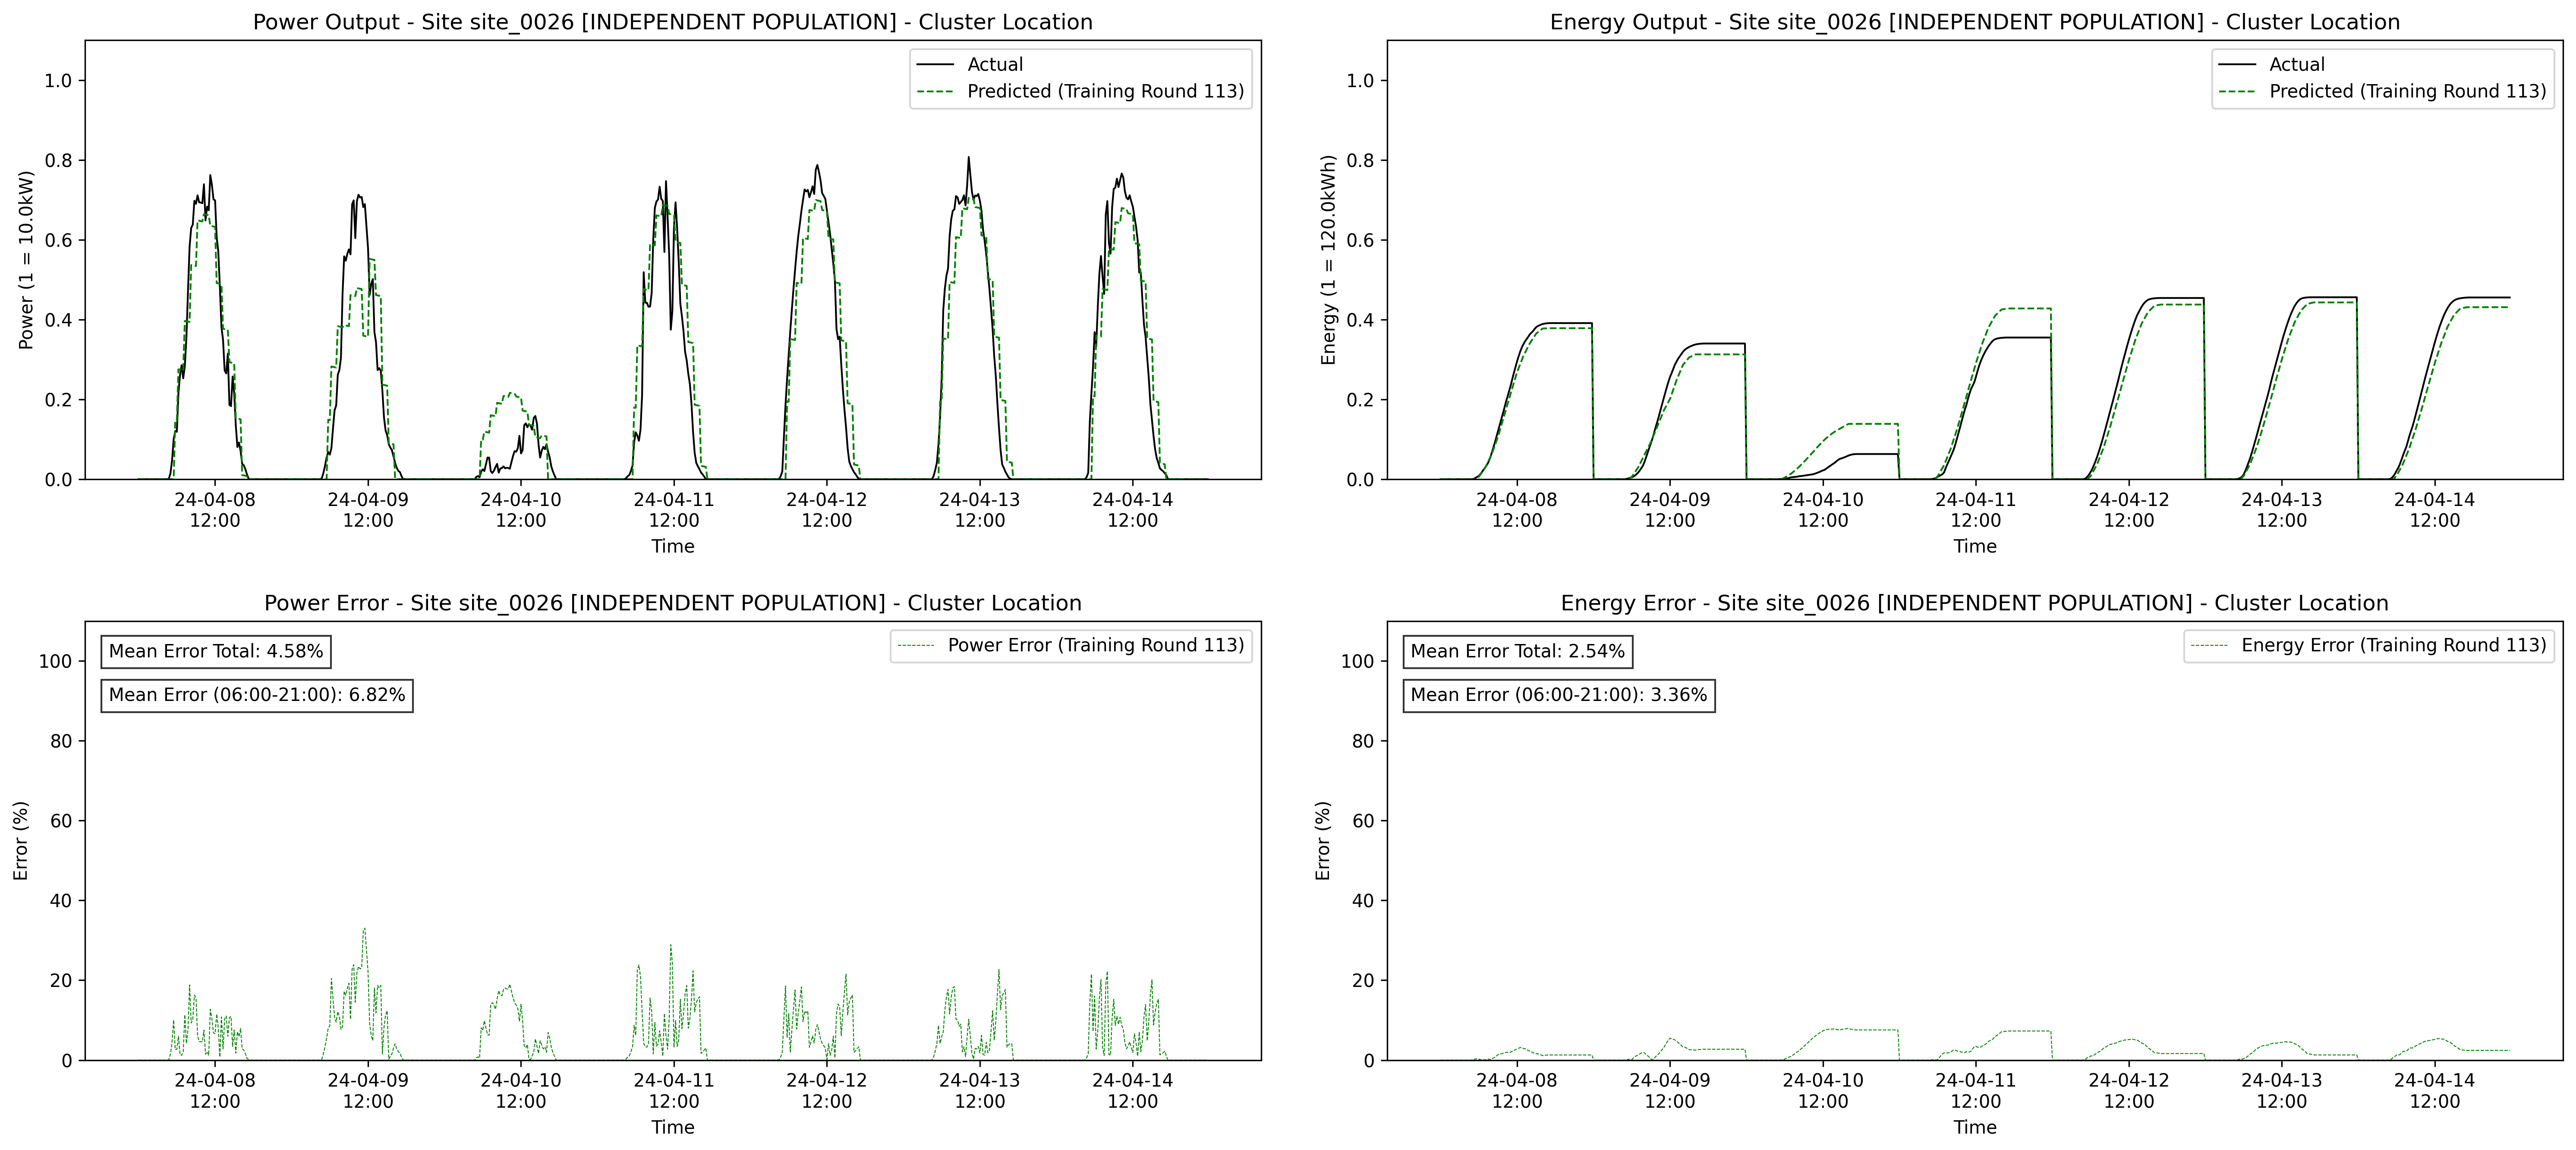 Power Output - Site site_0026 [INDEPENDENT POPULATION] - Cluster Location
Actual
Predicted (Training Round 113)
Power (1 = 10.0kW)
1.0
0.8
0.6
0.4
0.2
0.0
24-04-08 24-04-09 24-04-10 24-04-11 24-04-12 24-04-13 24-04-14
12:00 12:00 12:00 12:00 12:00 12:00 12:00
Time
Energy Output - Site site_0026 [INDEPENDENT POPULATION] - Cluster Location
Actual
Predicted (Training Round 113)
Energy (1 = 120.0kWh)
1.0
0.8
0.6
0.4
0.2
0.0
24-04-08 24-04-09 24-04-10 24-04-11 24-04-12 24-04-13 24-04-14
12:00 12:00 12:00 12:00 12:00 12:00 12:00
Time
Power Error - Site site_0026 [INDEPENDENT POPULATION] - Cluster Location
Mean Error Total: 4.58%
Mean Error (06:00-21:00): 6.82%
Power Error (Training Round 113)
Error (%)
100
80
60
40
20
0
24-04-08 24-04-09 24-04-10 24-04-11 24-04-12 24-04-13 24-04-14
12:00 12:00 12:00 12:00 12:00 12:00 12:00
Time
Energy Error - Site site_0026 [INDEPENDENT POPULATION] - Cluster Location
Mean Error Total: 2.54%
Mean Error (06:00-21:00): 3.36%
Energy Error (Training Round 113)
Error (%)
100
80
60
40
20
0
24-04-08 24-04-09 24-04-10 24-04-11 24-04-12 24-04-13 24-04-14
12:00 12:00 12:00 12:00 12:00 12:00 12:00
Time